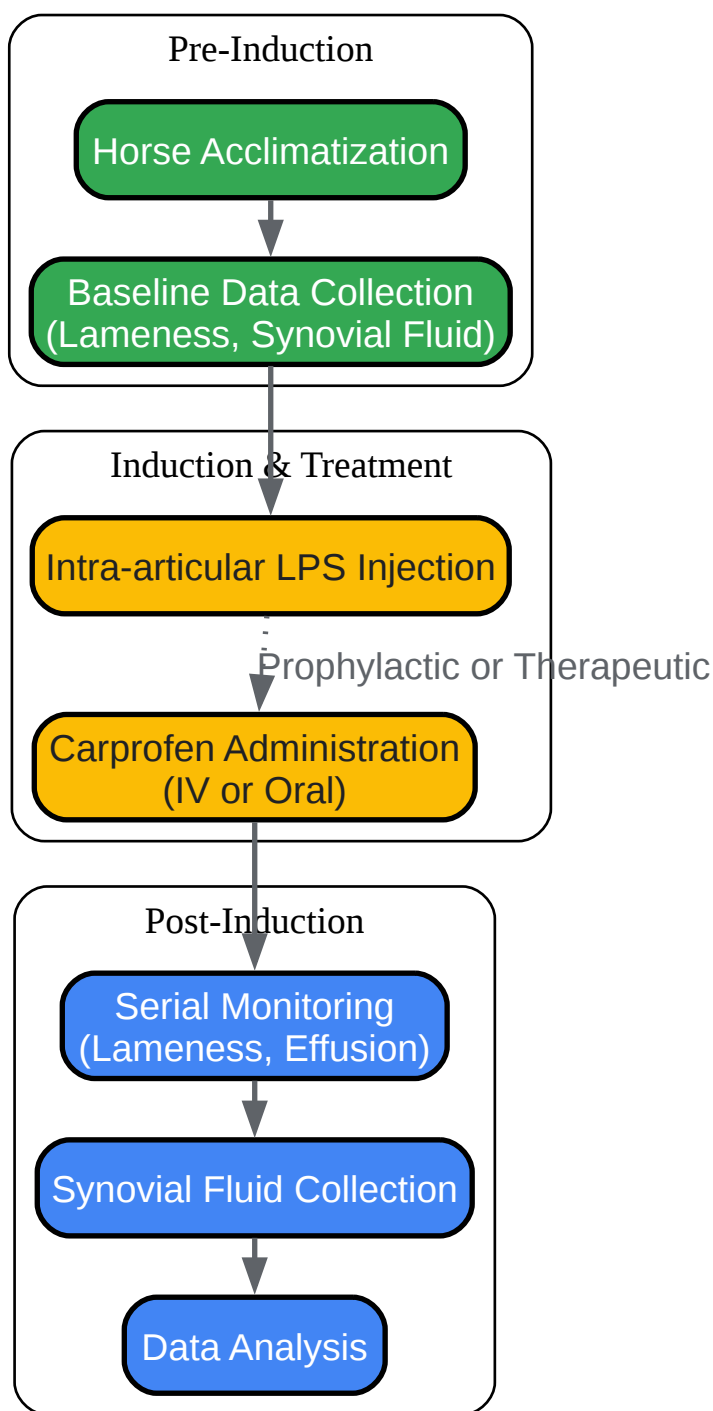 Pre-Induction
Horse Acclimatization
Baseline Data Collection
(Lameness, Synovial Fluid)
Induction & Treatment
Intra-articular LPS Injection
Prophylactic or Therapeutic
Carprofen Administration
(IV or Oral)
Post-Induction
Serial Monitoring
(Lameness, Effusion)
Synovial Fluid Collection
Data Analysis